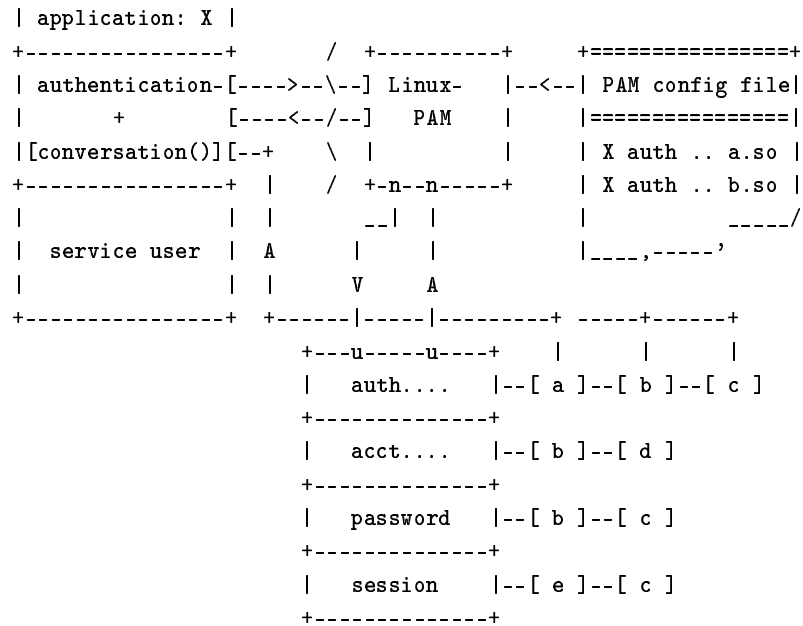 | application: X |
+----------------+     /  +----------+     +================+
| authentication-[---->--\--] Linux-   |--<--| PAM config file|
|       +        [----<--/--]   PAM    |     |================|
|[conversation()][--+    \  |          |     | X auth .. a.so |
+----------------+  |    /  +-n--n-----+     | X auth .. b.so |
|                |  |       __|  |           |           _____/
|  service user  |  A      |     |           |____,-----'
|                |  |      V     A
+----------------+  +------|-----|---------+ -----+------+
+---u-----u----+    |      |      |
|   auth....   |--[ a ]--[ b ]--[ c ]
+--------------+
|   acct....   |--[ b ]--[ d ]
+--------------+
|   password   |--[ b ]--[ c ]
+--------------+
|   session    |--[ e ]--[ c ]
+--------------+